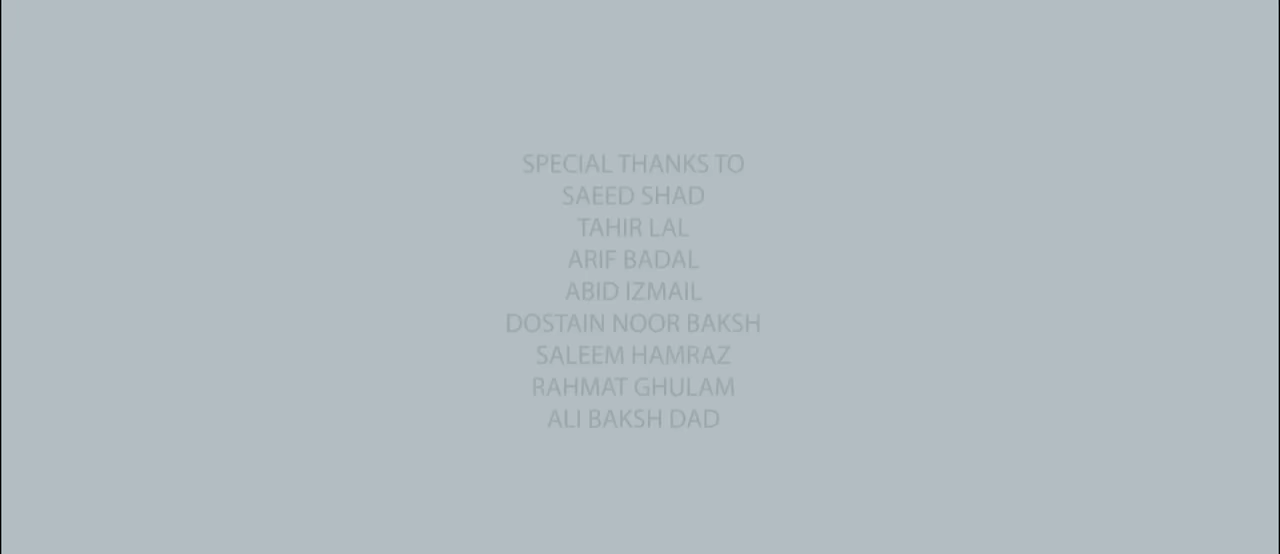 SPECIAL THANKS TO
SAEED SHAD
TAHIR LAL
ARIF BADAL
ABID IZMAIL
DOSTAIN NOOR BAKSH
SALEEM HAMRAZ
RAHMAT GHULAM
ALI BAKSH DAD